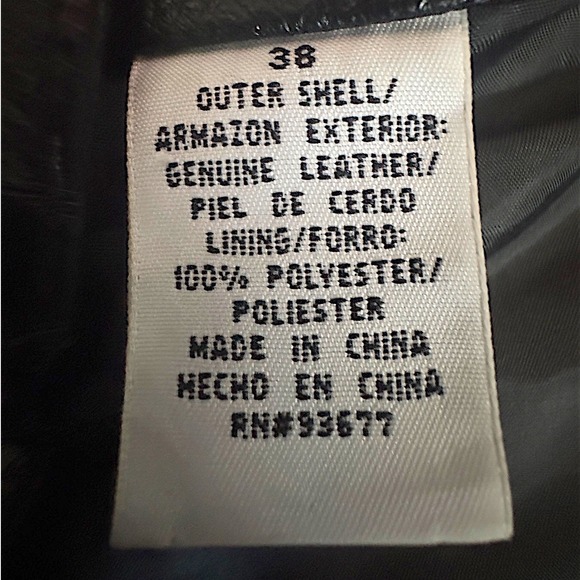 38
OUTER SHELL/
ARMAZON EXTERIOR:
GENUINE LEATHER/
PIEL DE CERDO
LINING/FORRO:
100% POLYESTER/
POLIESTER
MADE IN CHINA
HECHO EN CHINA
RN#93677